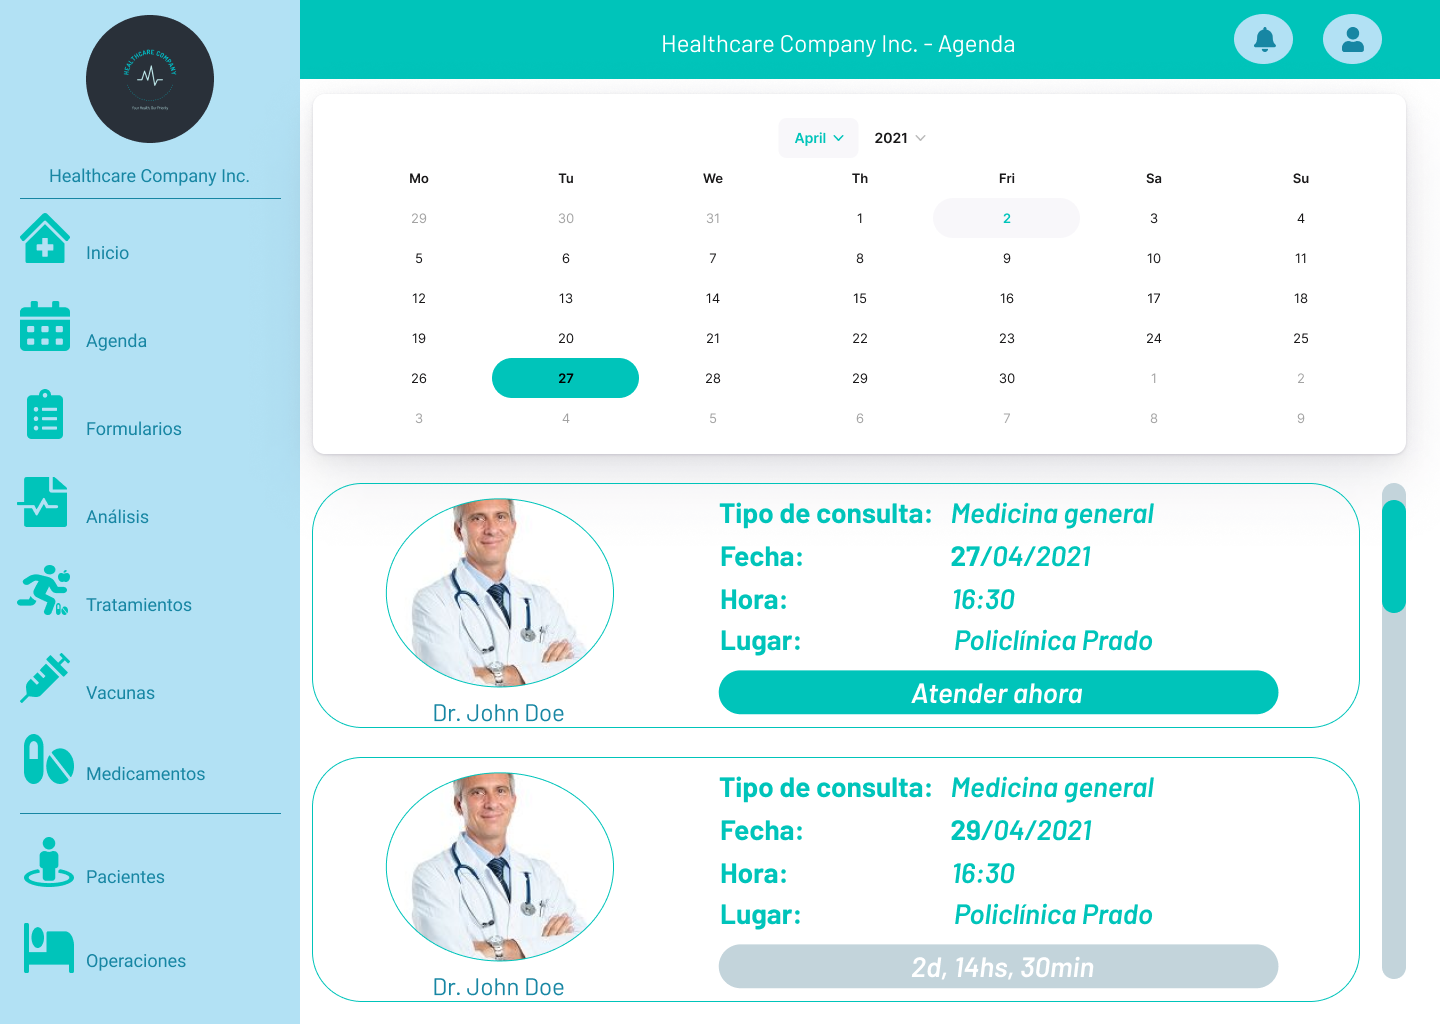 HEALTHCARE COMPANY
Your Health Our Priority
Healthcare Company Inc.
Inicio
Agenda
Formularios
Análisis
Tratamientos
Vacunas
Medicamentos
Pacientes
Operaciones
Healthcare Company Inc. - Agenda
April 2021
Mo Tu We Th Fri Sa Su
29 30 31 1 2 3 4
5 6 7 8 9 10 11
12 13 14 15 16 17 18
19 20 21 22 23 24 25
26 27 28 29 30 1 2
3 4 5 6 7 8 9
Tipo de consulta: Medicina general
Fecha: 27/04/2021
Hora: 16:30
Lugar: Policlínica Prado
Atender ahora
Dr. John Doe
Tipo de consulta: Medicina general
Fecha: 29/04/2021
Hora: 16:30
Lugar: Policlínica Prado
2d, 14hs, 30min
Dr. John Doe